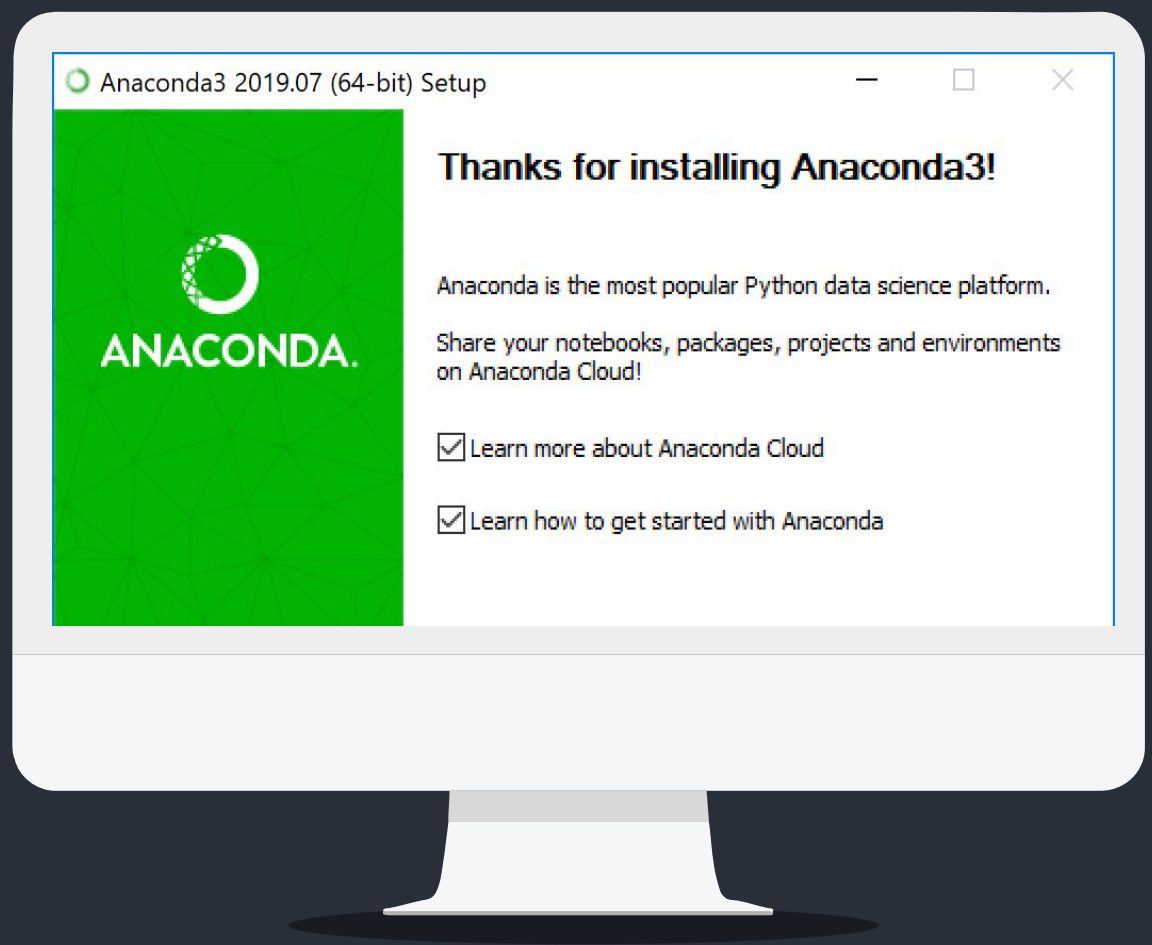 Anaconda3 2019.07 (64-bit) Setup
ANACONDA.
Thanks for installing Anaconda3!
Anaconda is the most popular Python data science platform.
Share your notebooks, packages, projects and environments
on Anaconda Cloud!
Learn more about Anaconda Cloud
Learn how to get started with Anaconda